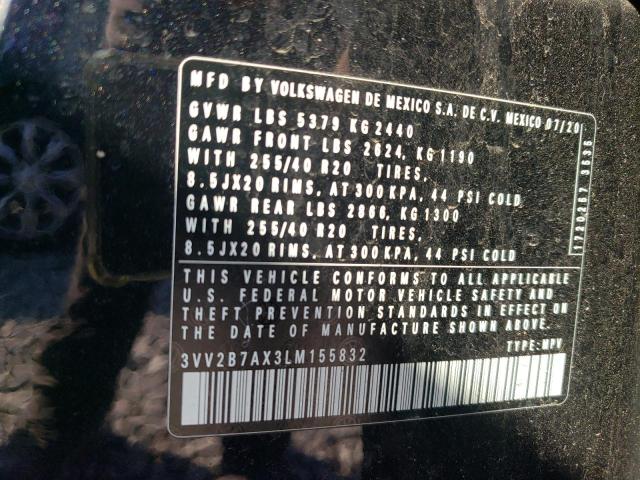 MFD BY VOLKSWAGEN DE MEXICO S.A. DE C.V. MEXICO 07/20
GVWR LBS 5379 KG 2440
GAWR FRONT LBS 2624, KG 1190
WITH 255/40 R20 TIRES,
8.5JX20 RIMS, AT 300 KPA, 44 PSI COLD
GAWR REAR LBS 2866, KG 1300
WITH 255/40 R20 TIRES,
8.5JX20 RIMS, AT 300 KPA, 44 PSI COLD
1720267 3535
THIS VEHICLE CONFORMS TO ALL APPLICABLE
U.S. FEDERAL MOTOR VEHICLE SAFETY AND
THEFT PREVENTION STANDARDS IN EFFECT ON
THE DATE OF MANUFACTURE SHOWN ABOVE.
3VV2B7AX3LM155832 TYPE: MPV